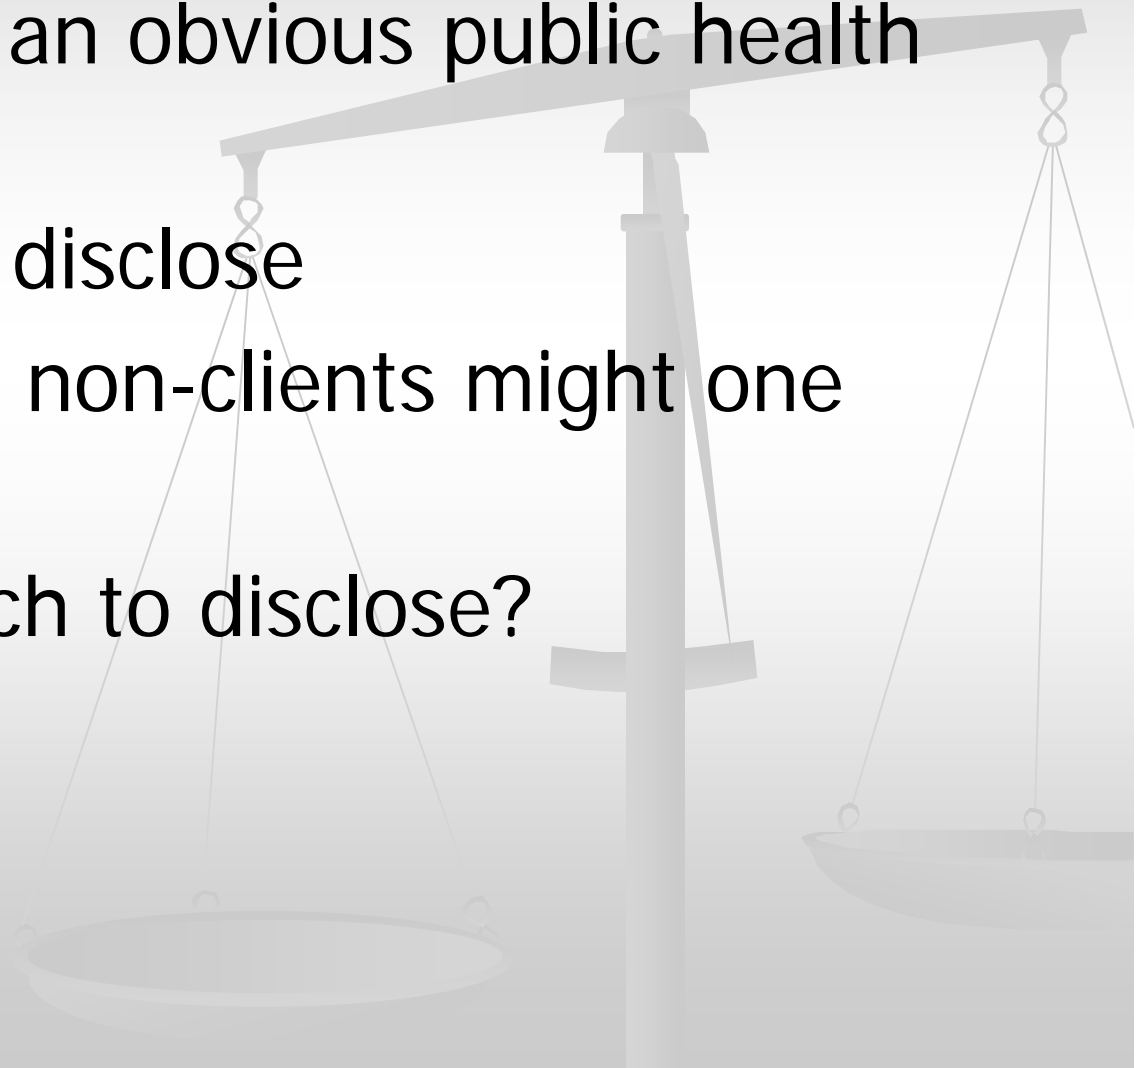 an obvious public health
disclose
non-clients might one
ch to disclose?